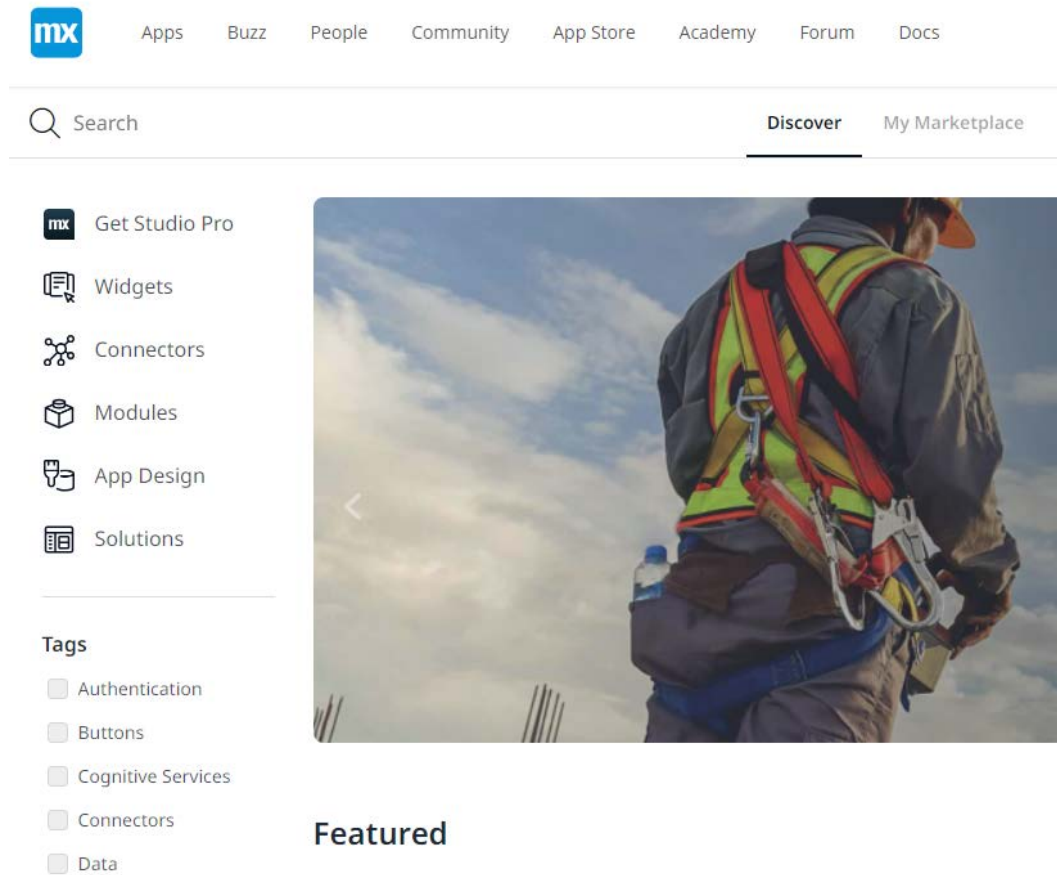 mx Apps Buzz People Community App Store Academy Forum Docs
Search Discover My Marketplace
mx Get Studio Pro
Widgets
Connectors
Modules
App Design
Solutions
Tags
Authentication
Buttons
Cognitive Services
Connectors
Data
Featured